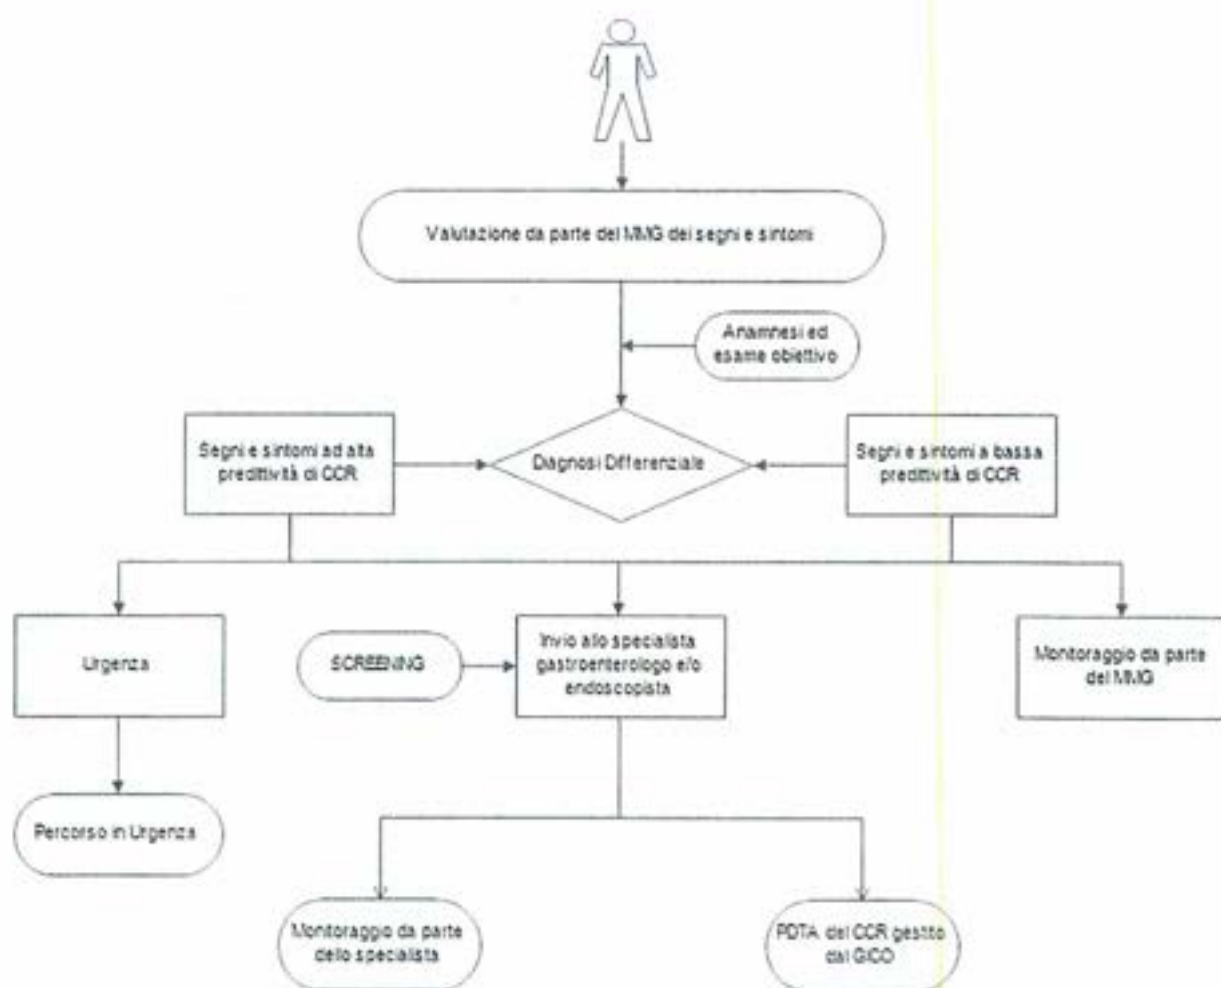 Valutazione da parte del MMG dei segni e sintomi
Anamnesi ed
esame obiettivo
Segni e sintomi ad alta
predittività di CCR
Diagnosi Differenziale
Segni e sintomi a bassa
predittività di CCR
Urgenza
SCREENING
Invio allo specialista
gastroenterologo e/o
endoscopista
Montoraggio da parte
del MMG
Percorso in Urgenza
Monitoraggio da parte
dello specialista
PDTA del CCR gestito
dal GICO